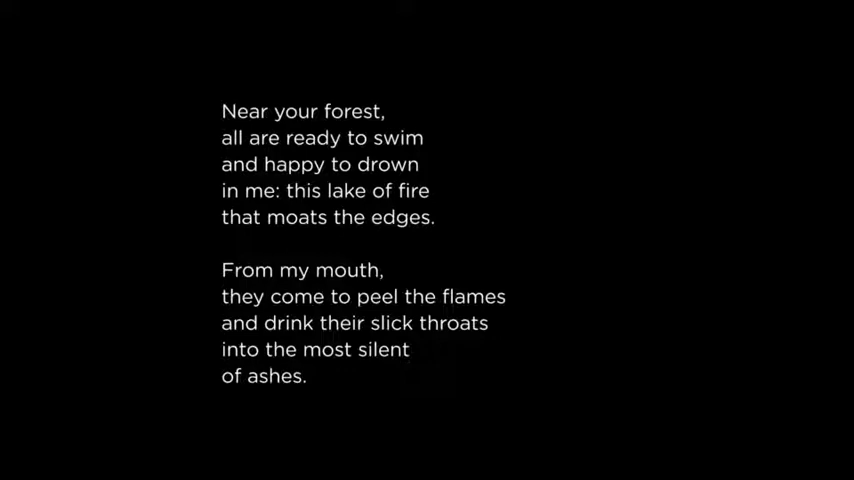 Near your forest,
all are ready to swim
and happy to drown
in me: this lake of fire
that moats the edges.
From my mouth,
they come to peel the flames
and drink their slick throats
into the most silent
of ashes.